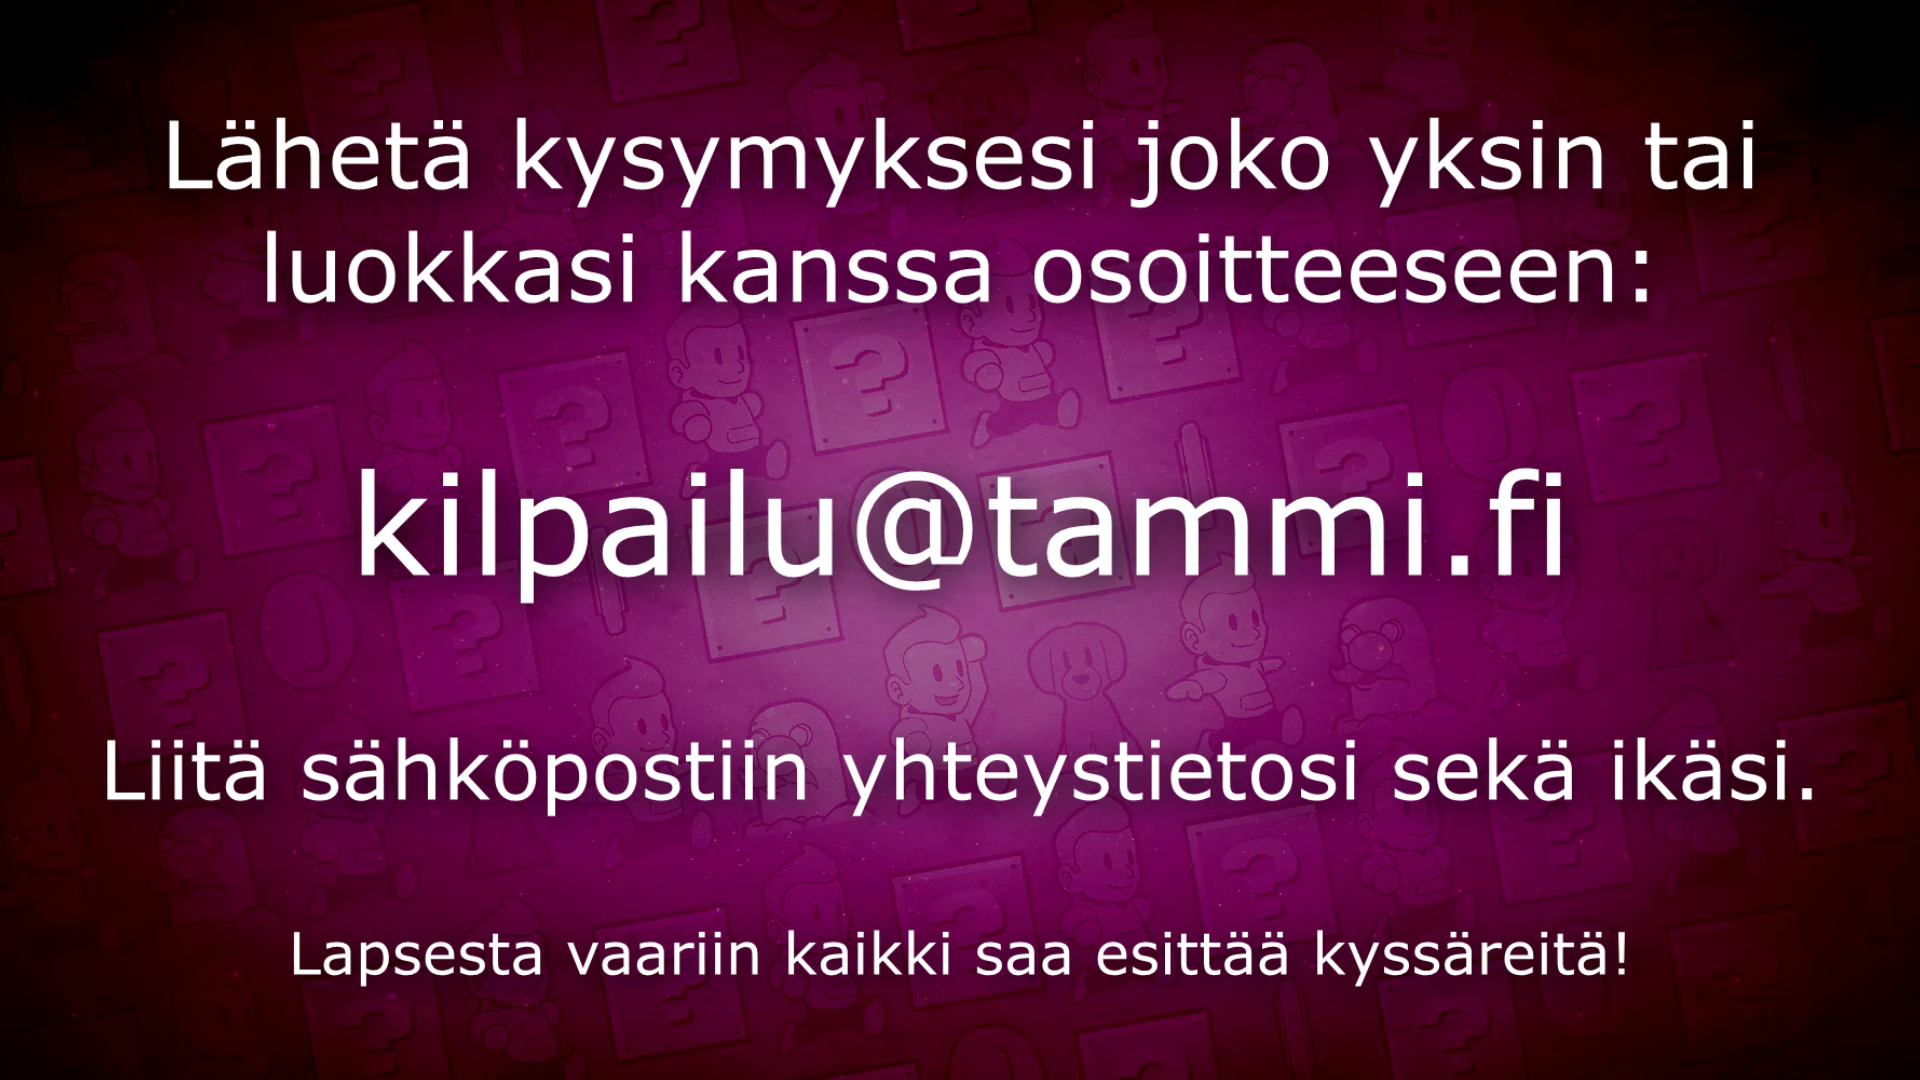 Lähetä kysymyksesi joko yksin tai
luokkasi kanssa osoitteeseen:
kilpailu@tammi.fi
Liitä sähköpostiin yhteystietosi sekä ikäsi.
Lapsesta vaariin kaikki saa esittää kyssäreitä!